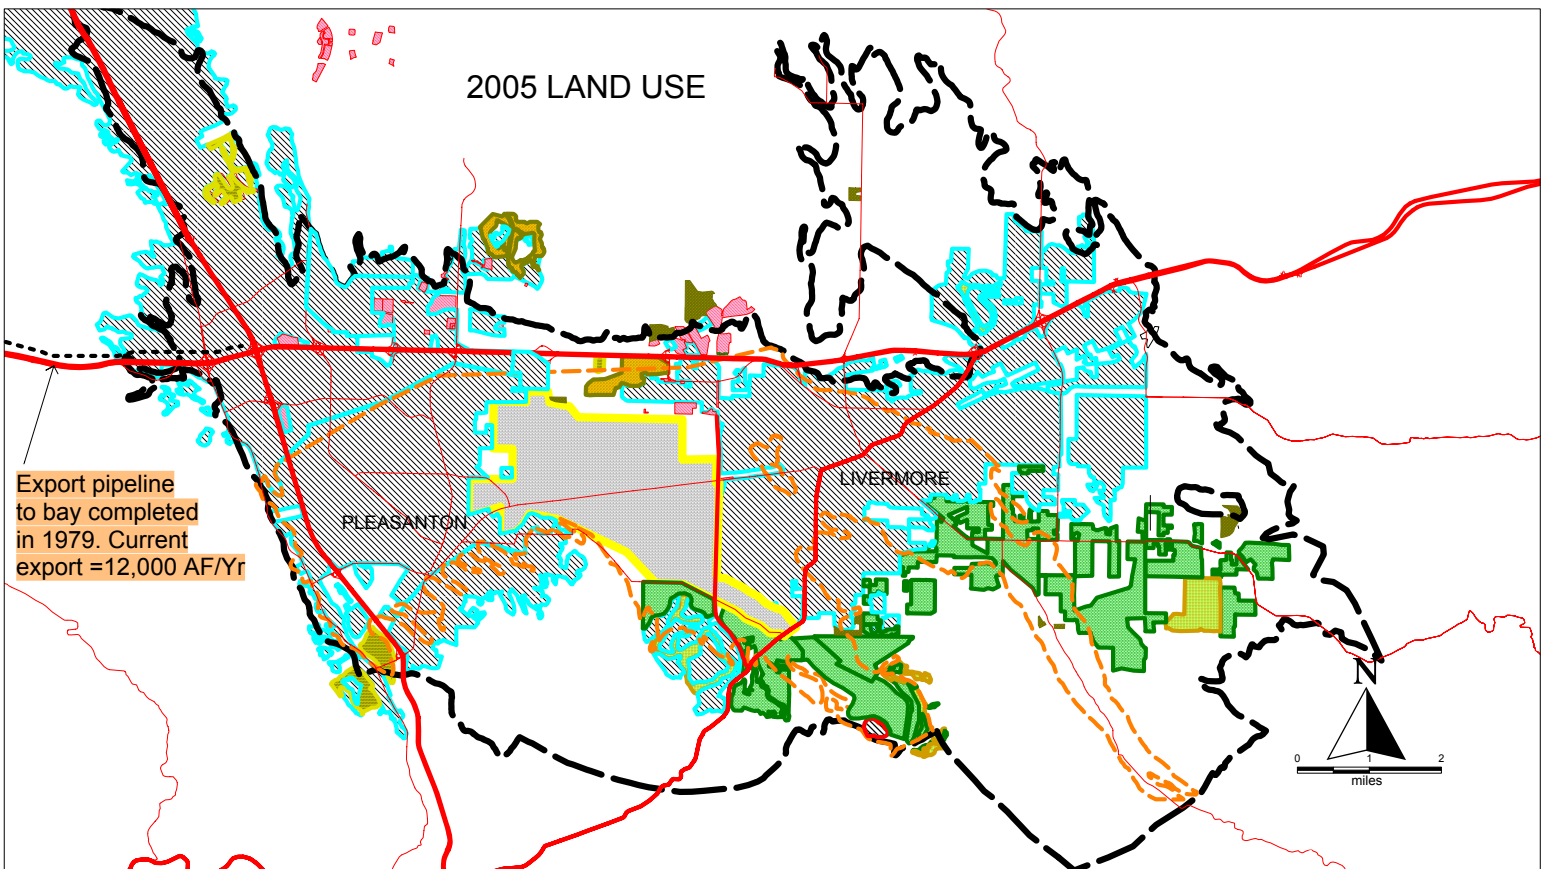 2005 LAND USE
LIVERMORE
Export pipeline
to bay completed
in 1979. Current
export =12,000 AF/Yr
PLEASANTON
N
0 1 2
miles